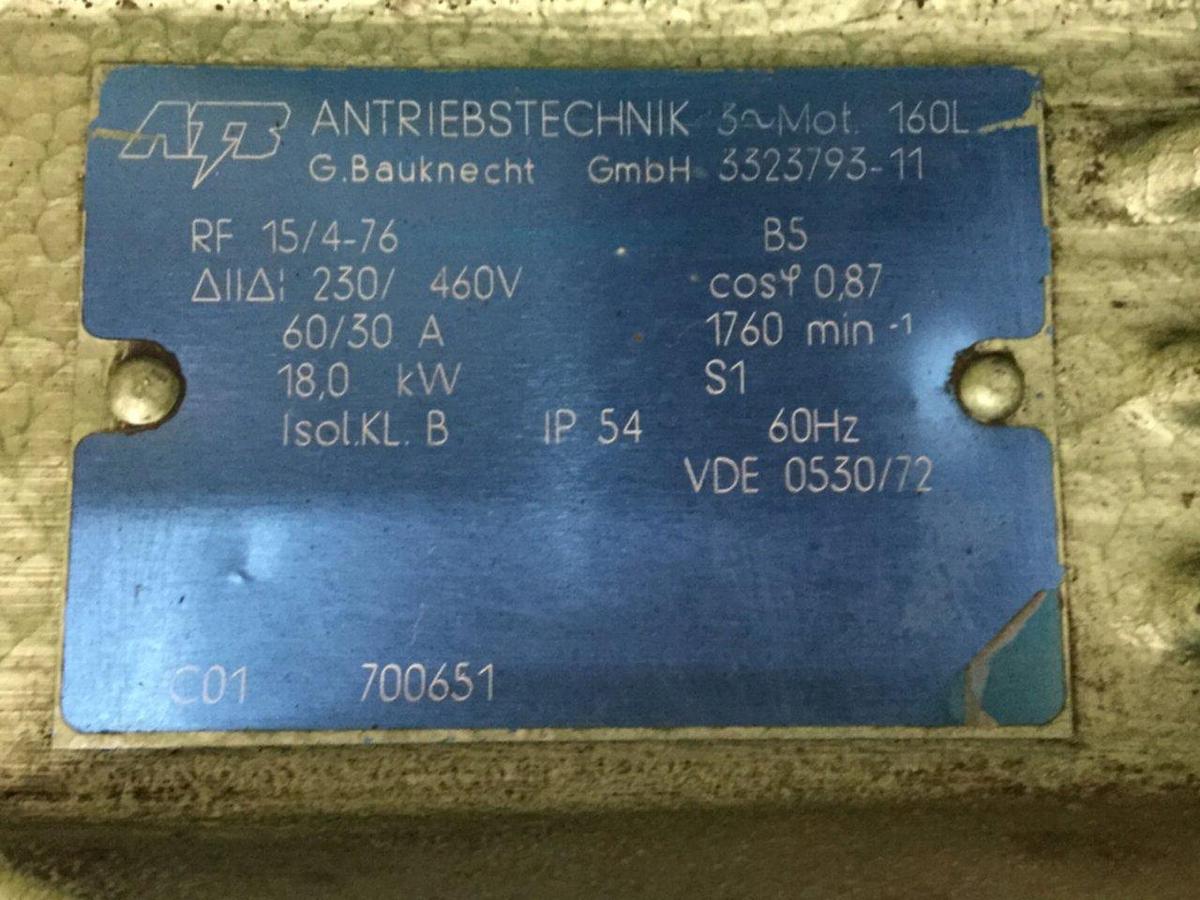 ATB ANTRIEBSTECHNIK 3~Mot. 160L
G.Bauknecht GmbH 3323793-11
RF 15/4-76 B5
ΔIIΔ¦ 230/ 460V cosφ 0,87
60/30 A 1760 min⁻¹
18,0 kW S1
Isol.KL. B IP 54 60Hz
VDE 0530/72
C01 700651